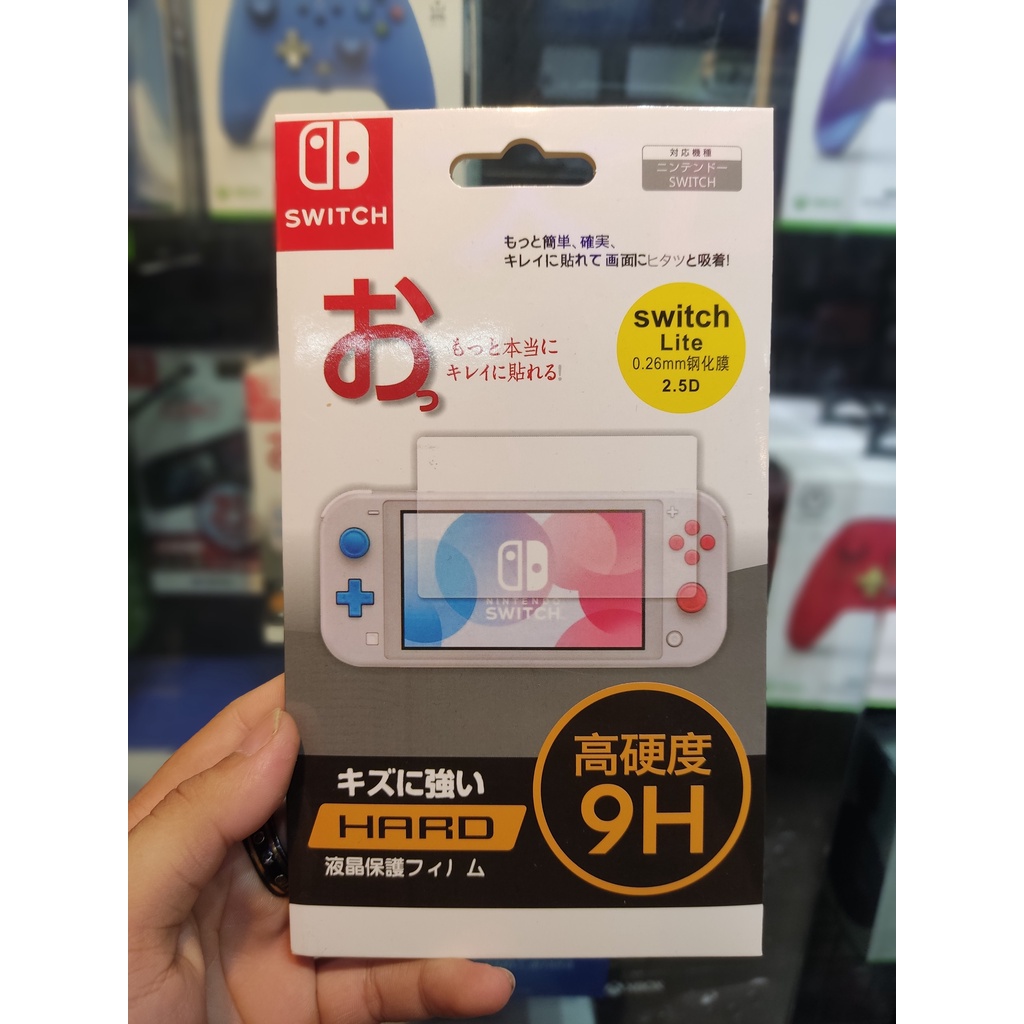 SWITCH
対応機種
ニンテンドー
SWITCH
もっと簡単、確実、
キレイに貼れて 画面にヒタッと吸着!
おっ
もっと本当に
キレイに貼れる!
switch
Lite
0.26mm钢化膜
2.5D
NINTENDO
SWITCH
キズに強い
HARD
液晶保護フィルム
高硬度
9H